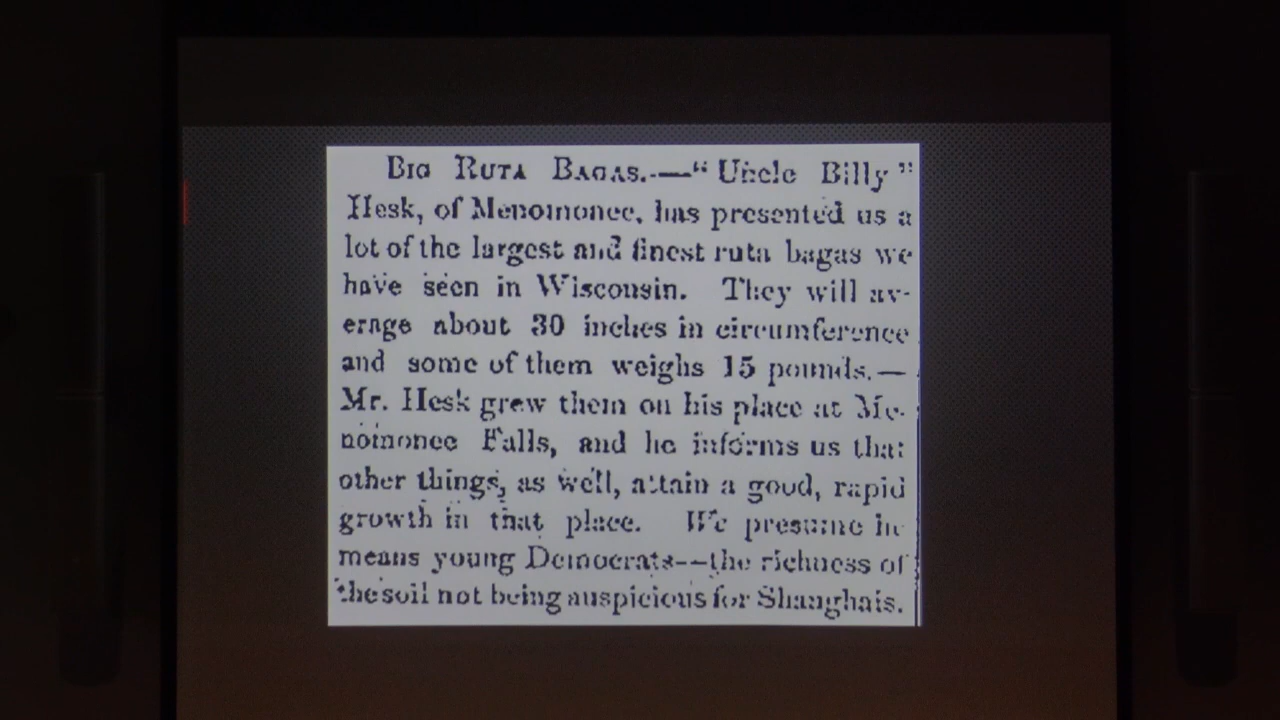 BIG RUTA BAGAS.—“Uncle Billy”
Hesk, of Menomonee, has presented us a
lot of the largest and finest ruta bagas we
have seen in Wisconsin. They will av-
erage about 30 inches in circumference
and some of them weighs 15 pounds.—
Mr. Hesk grew them on his place at Me-
nomonee Falls, and he informs us that
other things, as well, attain a good, rapid
growth in that place. We presume he
means young Democrats--the richness of
the soil not being auspicious for Shanghais.